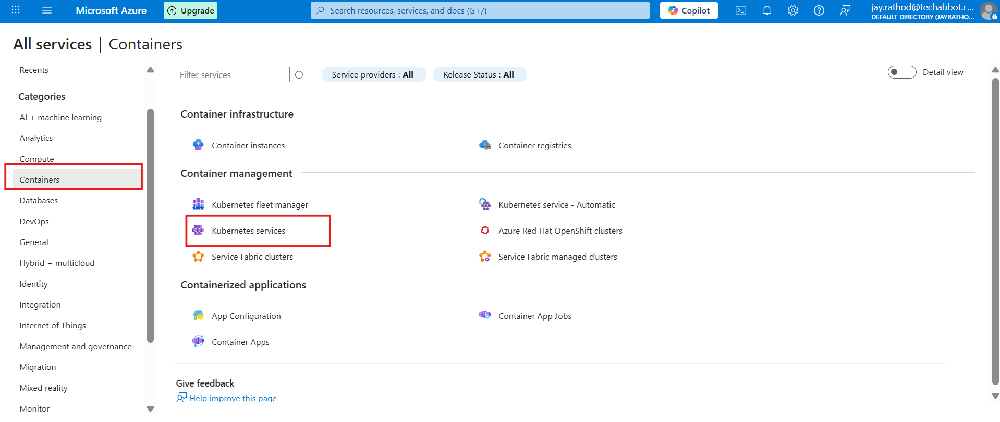 Microsoft Azure
Upgrade
Search resources, services, and docs (G+/)
Copilot
jay.rathod@techabbot.c...
DEFAULT DIRECTORY (JAYRATHO...
All services | Containers
Recents
Categories
AI + machine learning
Analytics
Compute
Containers
Databases
DevOps
General
Hybrid + multicloud
Identity
Integration
Internet of Things
Management and governance
Migration
Mixed reality
Monitor
Filter services
Service providers : All
Release Status : All
Detail view
Container infrastructure
Container instances
Container registries
Container management
Kubernetes fleet manager
Kubernetes service - Automatic
Kubernetes services
Azure Red Hat OpenShift clusters
Service Fabric clusters
Service Fabric managed clusters
Containerized applications
App Configuration
Container App Jobs
Container Apps
Give feedback
Help improve this page